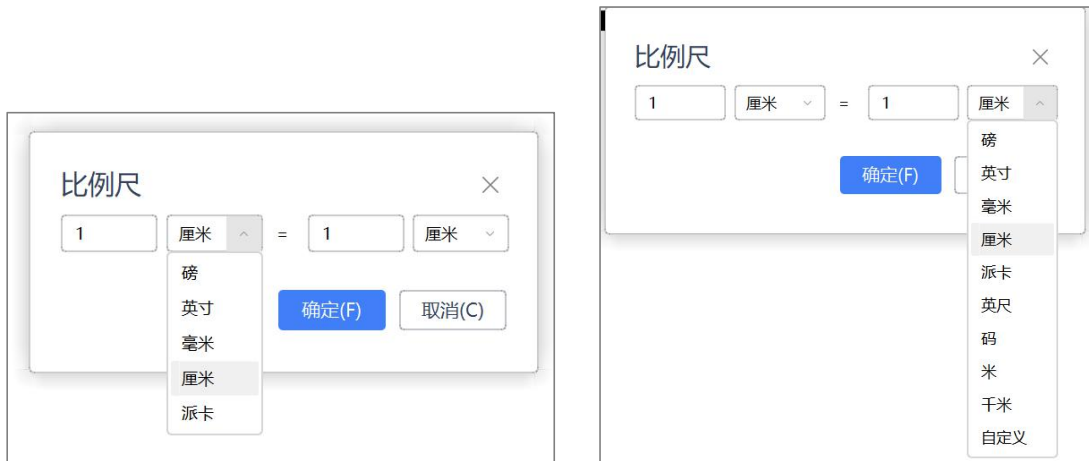 比例尺
1 厘米 = 1 厘米
磅
英寸
毫米
厘米
派卡
确定(F) 取消(C)
比例尺
1 厘米 = 1 厘米
确定(F)
磅
英寸
毫米
厘米
派卡
英尺
码
米
千米
自定义